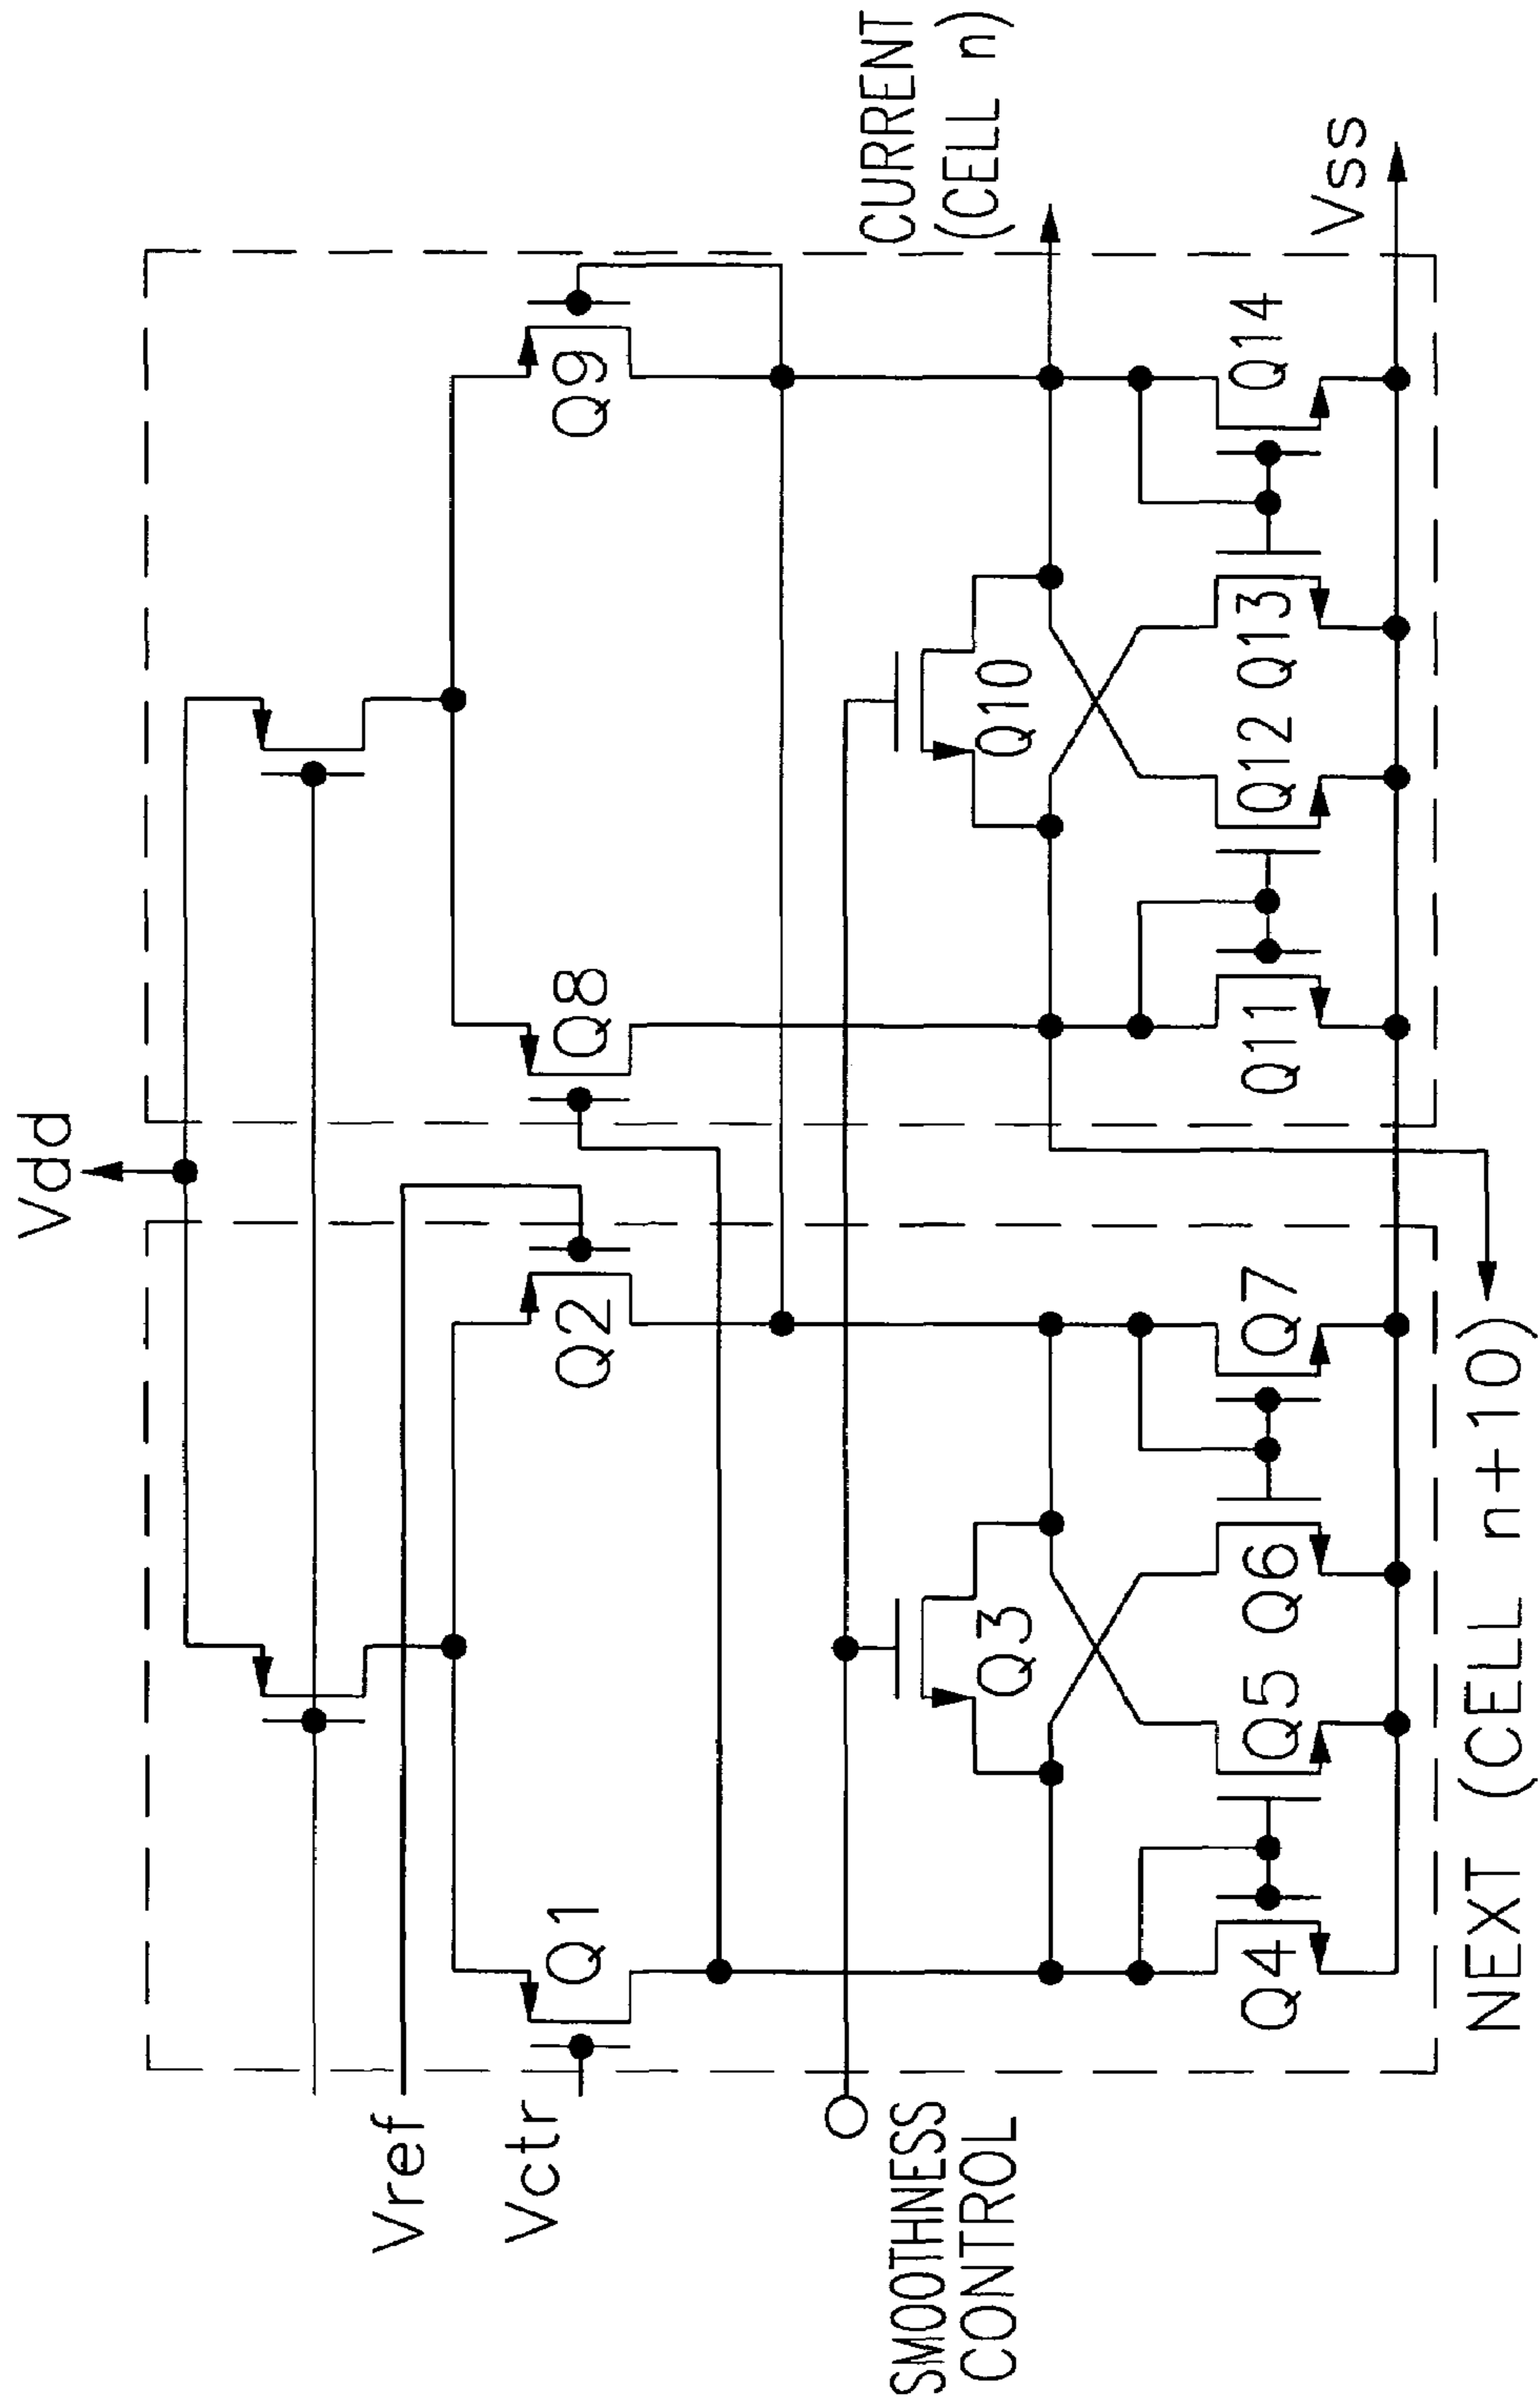 Vdd
Vref
Vctr
Q1
Q2
Q8
Q9
SMOOTHNESS
CONTROL
Q3
Q10
CURRENT
(CELL n)
Q4
Q5
Q6
Q7
Q11
Q12
Q13
Q14
Vss
NEXT (CELL n+10)